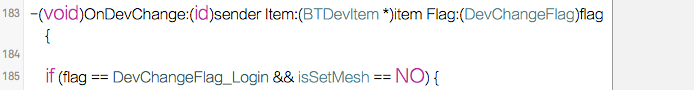 183 -(void)OnDevChange:(id)sender Item:(BTDevItem *)item Flag:(DevChangeFlag)flag
{
184
185 if (flag == DevChangeFlag_Login && isSetMesh == NO) {